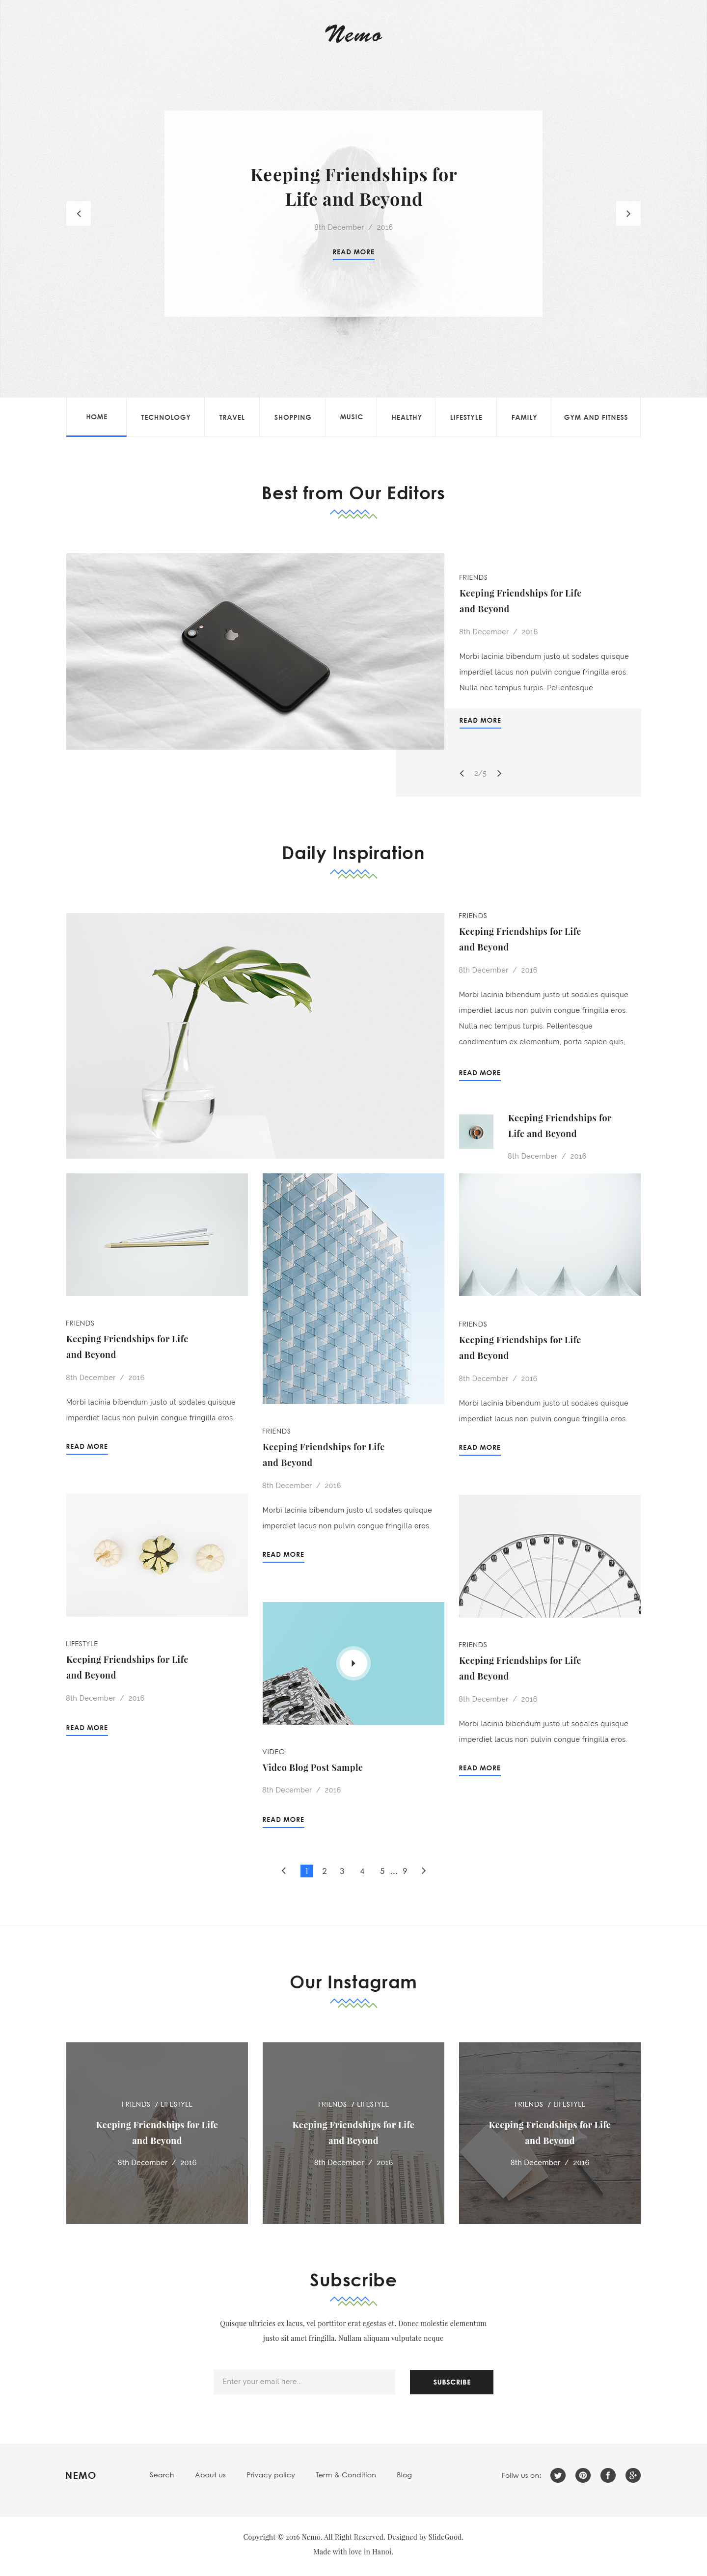 Nemo
Keeping Friendships for
Life and Beyond
8th December / 2016
READ MORE
HOME TECHNOLOGY TRAVEL SHOPPING MUSIC HEALTHY LIFESTYLE FAMILY GYM AND FITNESS
Best from Our Editors
FRIENDS
Keeping Friendships for Life
and Beyond
8th December / 2016
Morbi lacinia bibendum justo ut sodales quisque
imperdiet lacus non pulvin congue fringilla eros.
Nulla nec tempus turpis. Pellentesque
READ MORE
2/5
Daily Inspiration
FRIENDS
Keeping Friendships for Life
and Beyond
8th December / 2016
Morbi lacinia bibendum justo ut sodales quisque
imperdiet lacus non pulvin congue fringilla eros.
Nulla nec tempus turpis. Pellentesque
condimentum ex elementum, porta sapien quis.
READ MORE
Keeping Friendships for
Life and Beyond
8th December / 2016
FRIENDS
Keeping Friendships for Life
and Beyond
8th December / 2016
Morbi lacinia bibendum justo ut sodales quisque
imperdiet lacus non pulvin congue fringilla eros.
READ MORE
FRIENDS
Keeping Friendships for Life
and Beyond
8th December / 2016
Morbi lacinia bibendum justo ut sodales quisque
imperdiet lacus non pulvin congue fringilla eros.
READ MORE
FRIENDS
Keeping Friendships for Life
and Beyond
8th December / 2016
Morbi lacinia bibendum justo ut sodales quisque
imperdiet lacus non pulvin congue fringilla eros.
READ MORE
LIFESTYLE
Keeping Friendships for Life
and Beyond
8th December / 2016
READ MORE
VIDEO
Video Blog Post Sample
8th December / 2016
READ MORE
FRIENDS
Keeping Friendships for Life
and Beyond
8th December / 2016
Morbi lacinia bibendum justo ut sodales quisque
imperdiet lacus non pulvin congue fringilla eros.
READ MORE
1 2 3 4 5 ... 9
Our Instagram
FRIENDS / LIFESTYLE
Keeping Friendships for Life
and Beyond
8th December / 2016
FRIENDS / LIFESTYLE
Keeping Friendships for Life
and Beyond
8th December / 2016
FRIENDS / LIFESTYLE
Keeping Friendships for Life
and Beyond
8th December / 2016
Subscribe
Quisque ultricies ex lacus, vel porttitor erat egestas et. Donec molestie elementum
justo sit amet fringilla. Nullam aliquam vulputate neque
Enter your email here...
SUBSCRIBE
NEMO Search About us Privacy policy Term & Condition Blog Follw us on:
Copyright © 2016 Nemo. All Right Reserved. Designed by SlideGood.
Made with love in Hanoi.